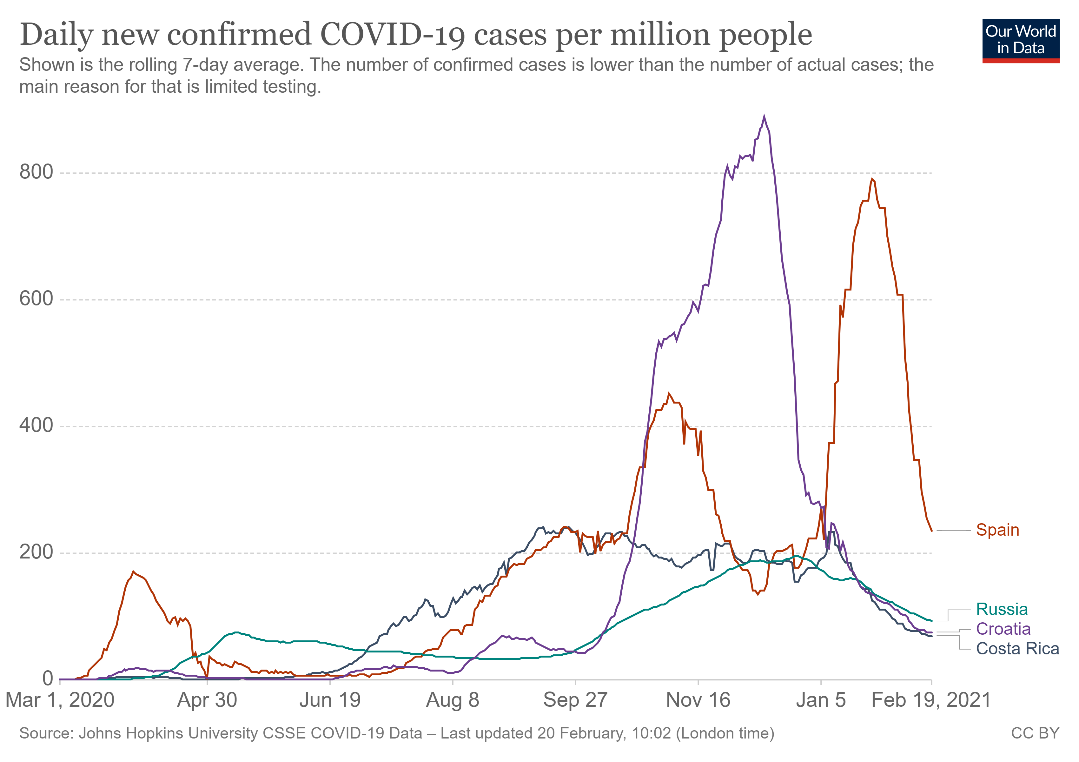 Daily new confirmed COVID-19 cases per million people
Our World
in Data
Shown is the rolling 7-day average. The number of confirmed cases is lower than the number of actual cases; the
main reason for that is limited testing.
800
600
400
200
0
Spain
Russia
Croatia
Costa Rica
Mar 1, 2020 Apr 30 Jun 19 Aug 8 Sep 27 Nov 16 Jan 5 Feb 19, 2021
Source: Johns Hopkins University CSSE COVID-19 Data – Last updated 20 February, 10:02 (London time) CC BY